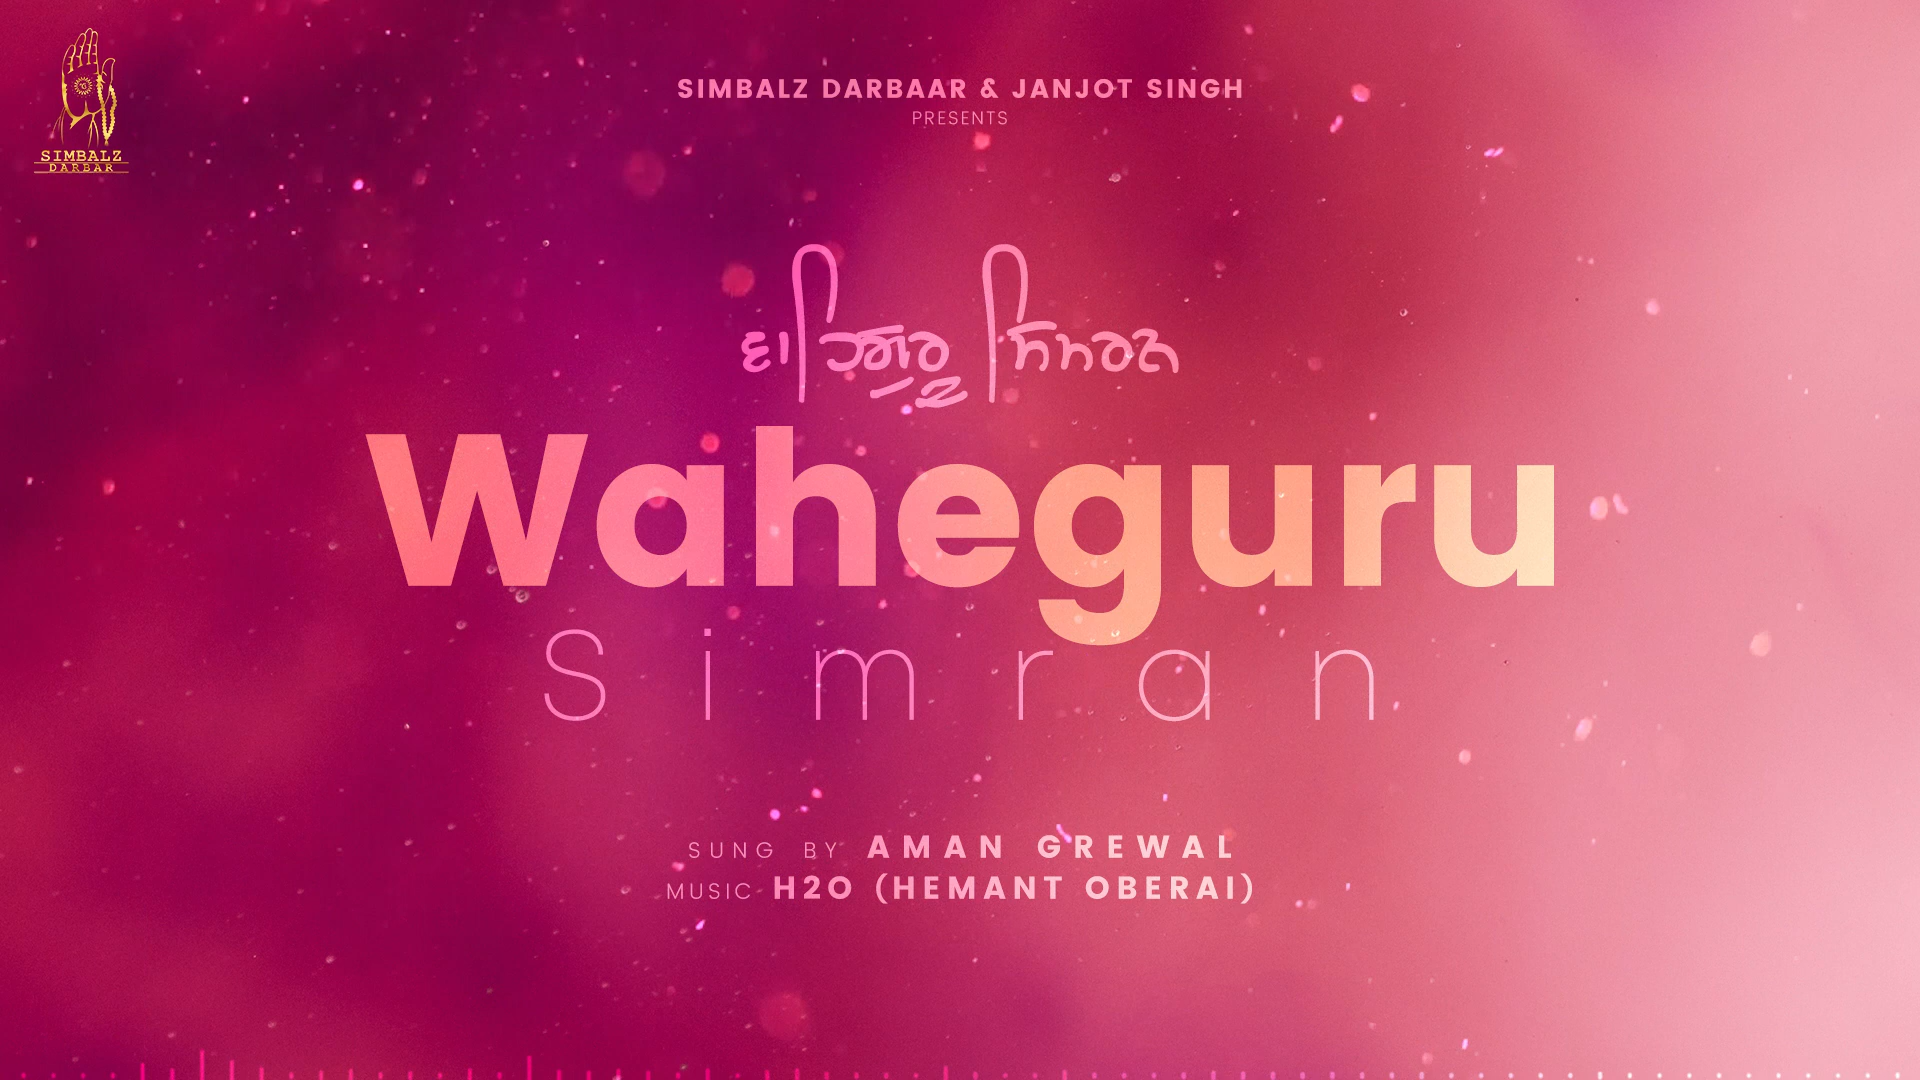 SIMBALZ
DARBAR
SIMBALZ DARBAAR & JANJOT SINGH
PRESENTS
ਵਾਹਿਗੁਰੂ ਸਿਮਰਨ
Waheguru
Simran
SUNG BY AMAN GREWAL
MUSIC H2O (HEMANT OBERAI)